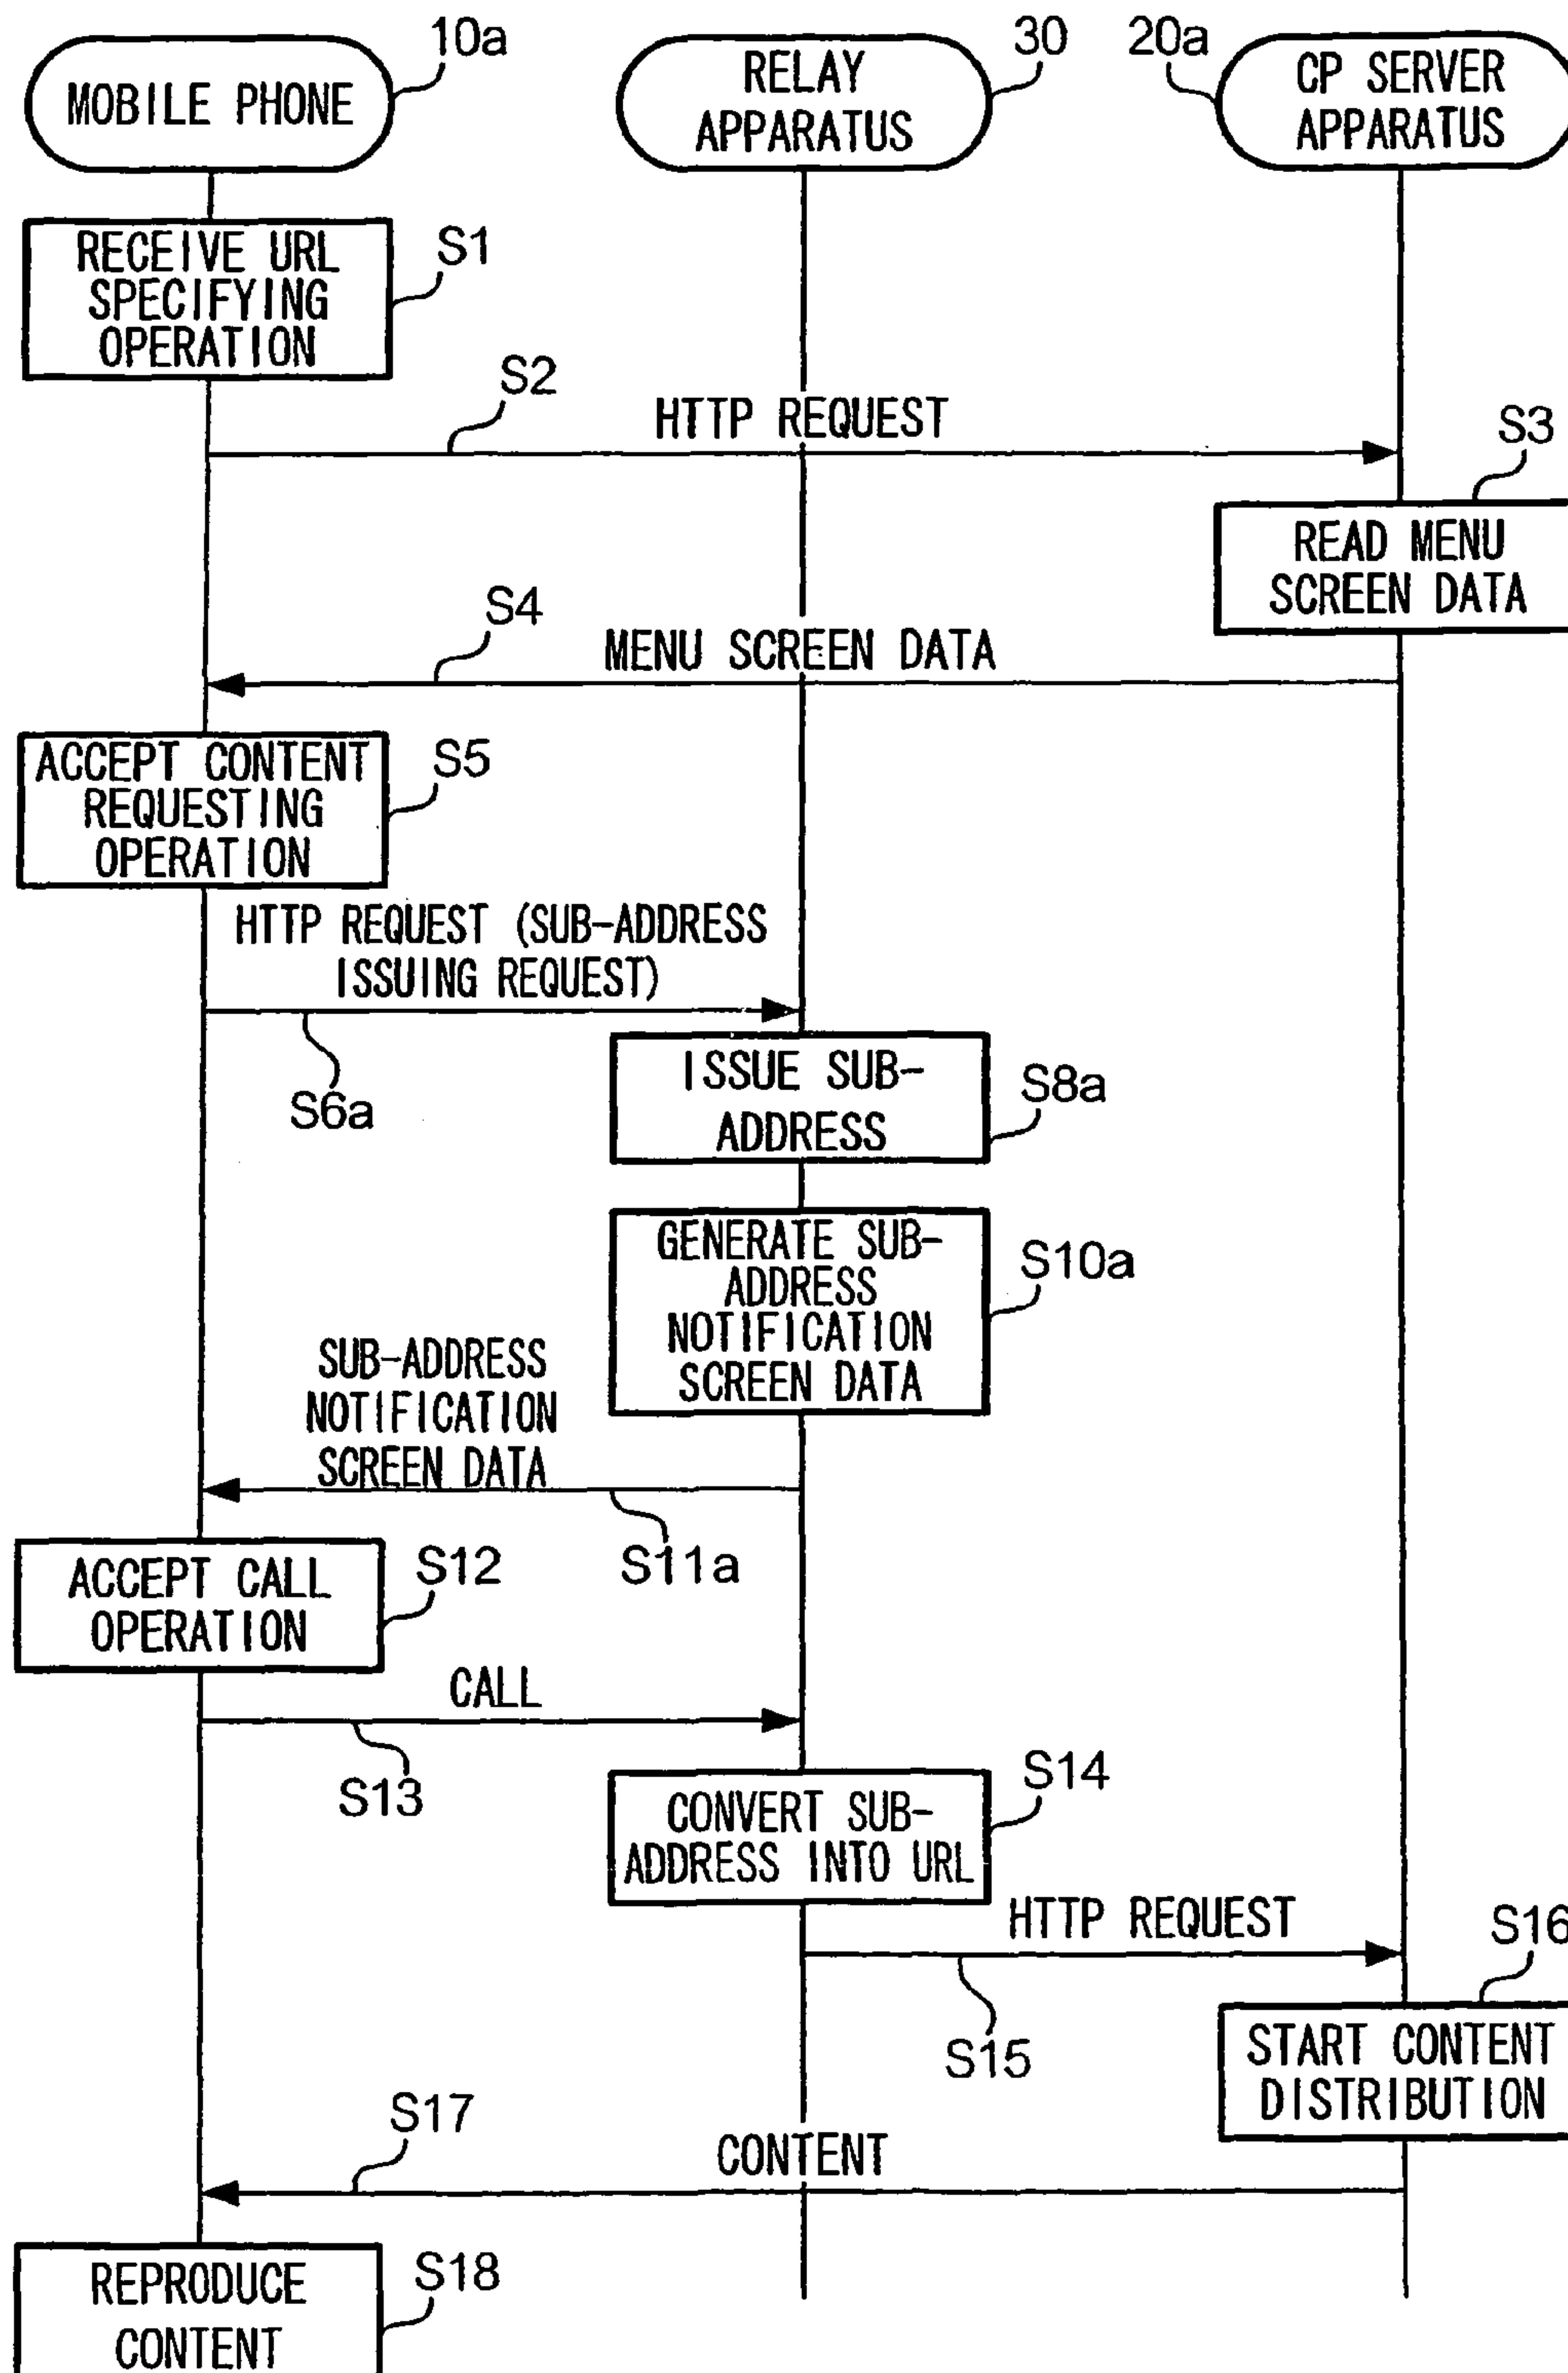 10a
30
20a
MOBILE PHONE
RELAY
APPARATUS
CP SERVER
APPARATUS
RECEIVE URL
SPECIFYING
OPERATION
S1
S2
HTTP REQUEST
S3
READ MENU
SCREEN DATA
S4
MENU SCREEN DATA
ACCEPT CONTENT
REQUESTING
OPERATION
S5
HTTP REQUEST (SUB-ADDRESS
ISSUING REQUEST)
S6a
ISSUE SUB-
ADDRESS
S8a
GENERATE SUB-
ADDRESS
NOTIFICATION
SCREEN DATA
S10a
SUB-ADDRESS
NOTIFICATION
SCREEN DATA
S11a
ACCEPT CALL
OPERATION
S12
CALL
S13
CONVERT SUB-
ADDRESS INTO URL
S14
HTTP REQUEST
S15
S16
START CONTENT
DISTRIBUTION
S17
CONTENT
REPRODUCE
CONTENT
S18